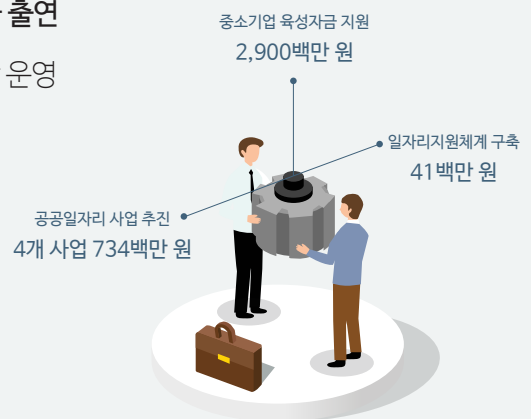 출연
운영
중소기업 육성자금 지원
2,900백만 원
일자리지원체계 구축
41백만 원
공공일자리 사업 추진
4개 사업 734백만 원